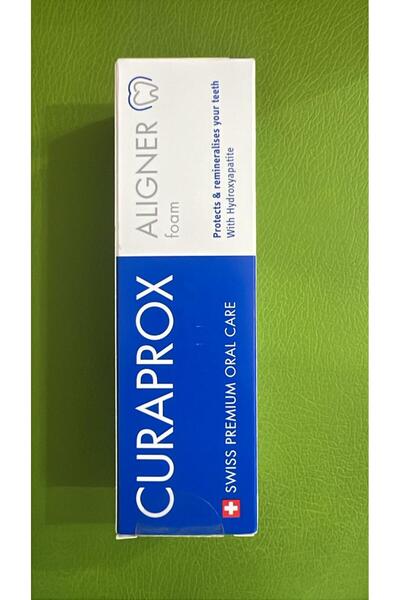 CURAPROX
SWISS PREMIUM ORAL CARE
ALIGNER
foam
Protects & remineralises your teeth
With Hydroxyapatite